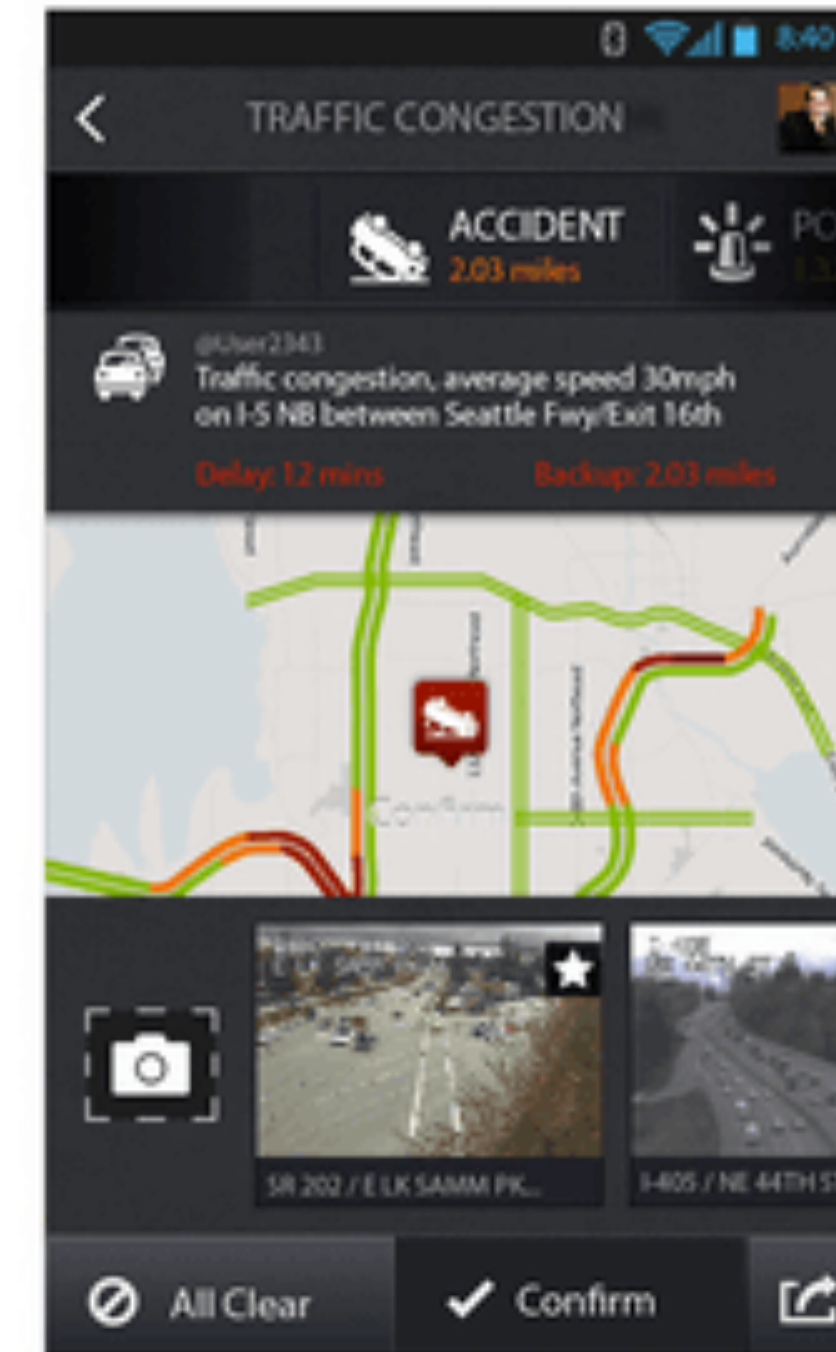 8:40
TRAFFIC CONGESTION
ACCIDENT
2.03 miles
@User2343
Traffic congestion, average speed 30mph
on I-5 NB between Seattle Fwy/Exit 16th
Delay: 12 mins
Backup: 2.03 miles
Confirm
SR 202 / E LK SAMM PK...
I-405 / NE 44TH
All Clear
Confirm